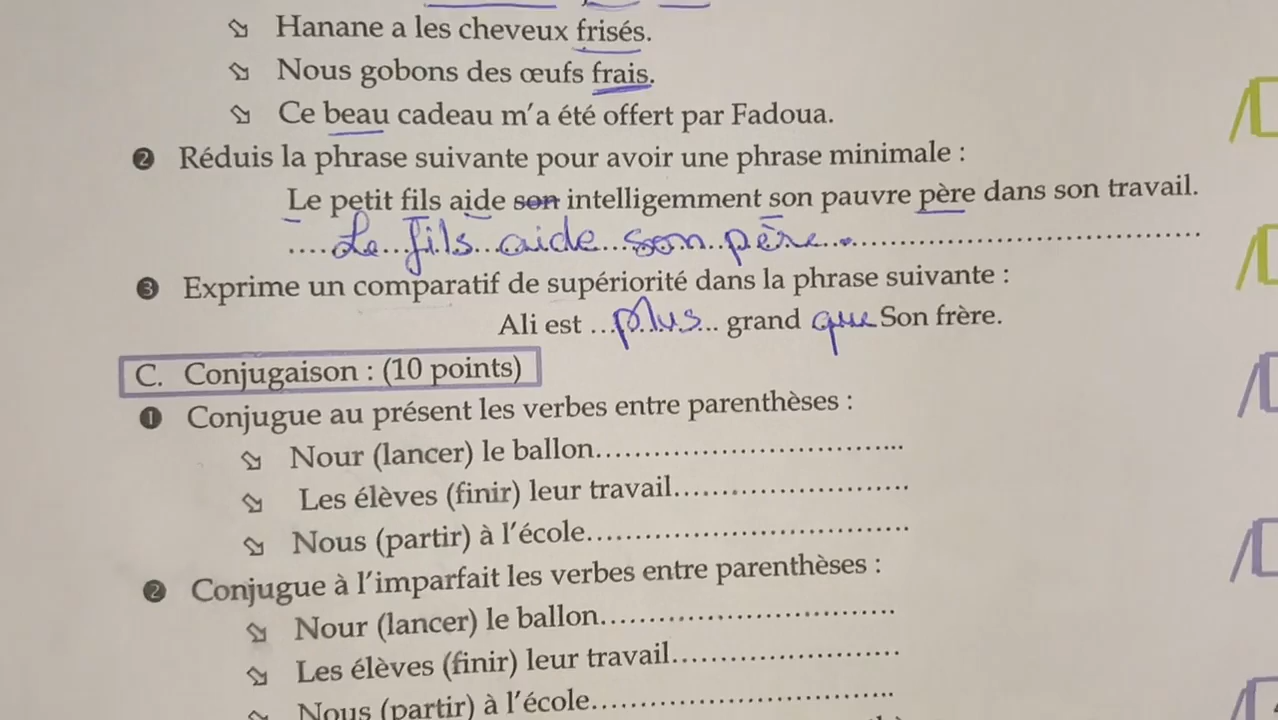 Hanane a les cheveux frisés.
Nous gobons des œufs frais.
Ce beau cadeau m'a été offert par Fadoua.
❷ Réduis la phrase suivante pour avoir une phrase minimale :
Le petit fils aide son intelligemment son pauvre père dans son travail.
....Le...fils...aide...son..père.................................................
❸ Exprime un comparatif de supériorité dans la phrase suivante :
Ali est ...plus... grand que Son frère.
C. Conjugaison : (10 points)
❶ Conjugue au présent les verbes entre parenthèses :
Nour (lancer) le ballon......................................
Les élèves (finir) leur travail..............................
Nous (partir) à l'école........................................
❷ Conjugue à l'imparfait les verbes entre parenthèses :
Nour (lancer) le ballon.....................................
Les élèves (finir) leur travail.............................
Nous (partir) à l'école......................................